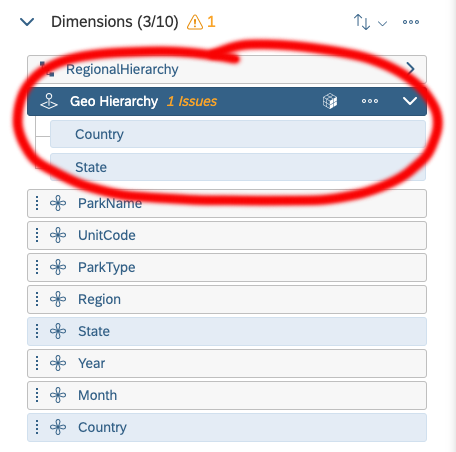 Dimensions (3/10) 1
RegionalHierarchy
Geo Hierarchy 1 Issues
Country
State
ParkName
UnitCode
ParkType
Region
State
Year
Month
Country